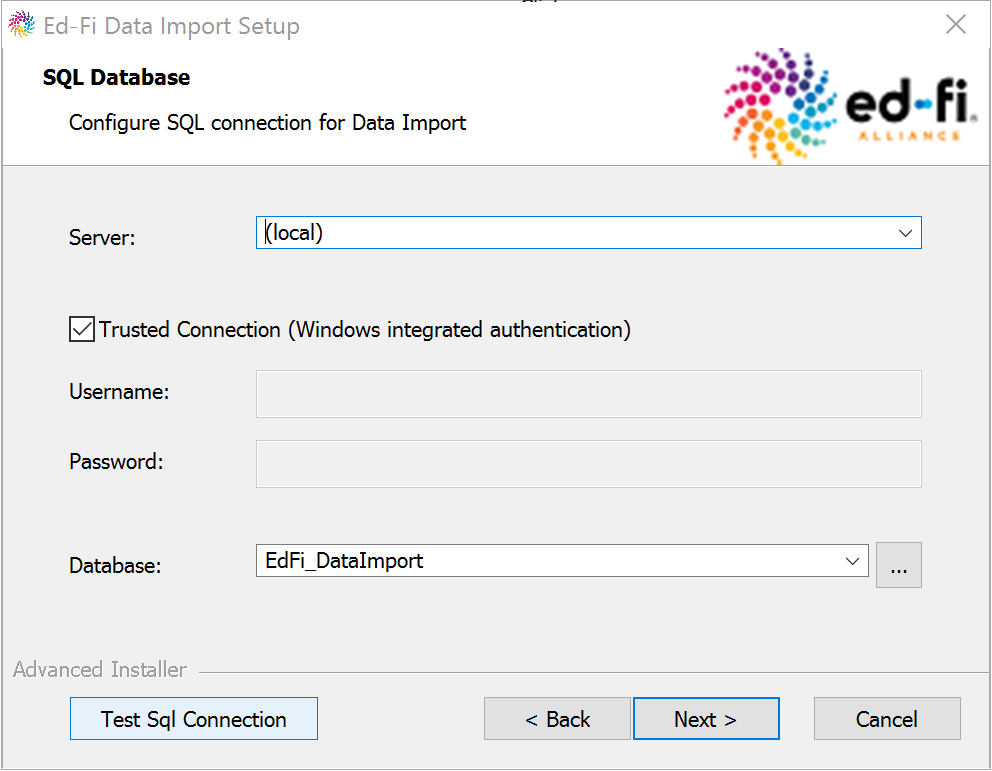 Ed-Fi Data Import Setup
SQL Database
Configure SQL connection for Data Import
ed-fi®
ALLIANCE
Server: (local)
Trusted Connection (Windows integrated authentication)
Username:
Password:
Database: EdFi_DataImport ...
Advanced Installer
Test Sql Connection < Back Next > Cancel